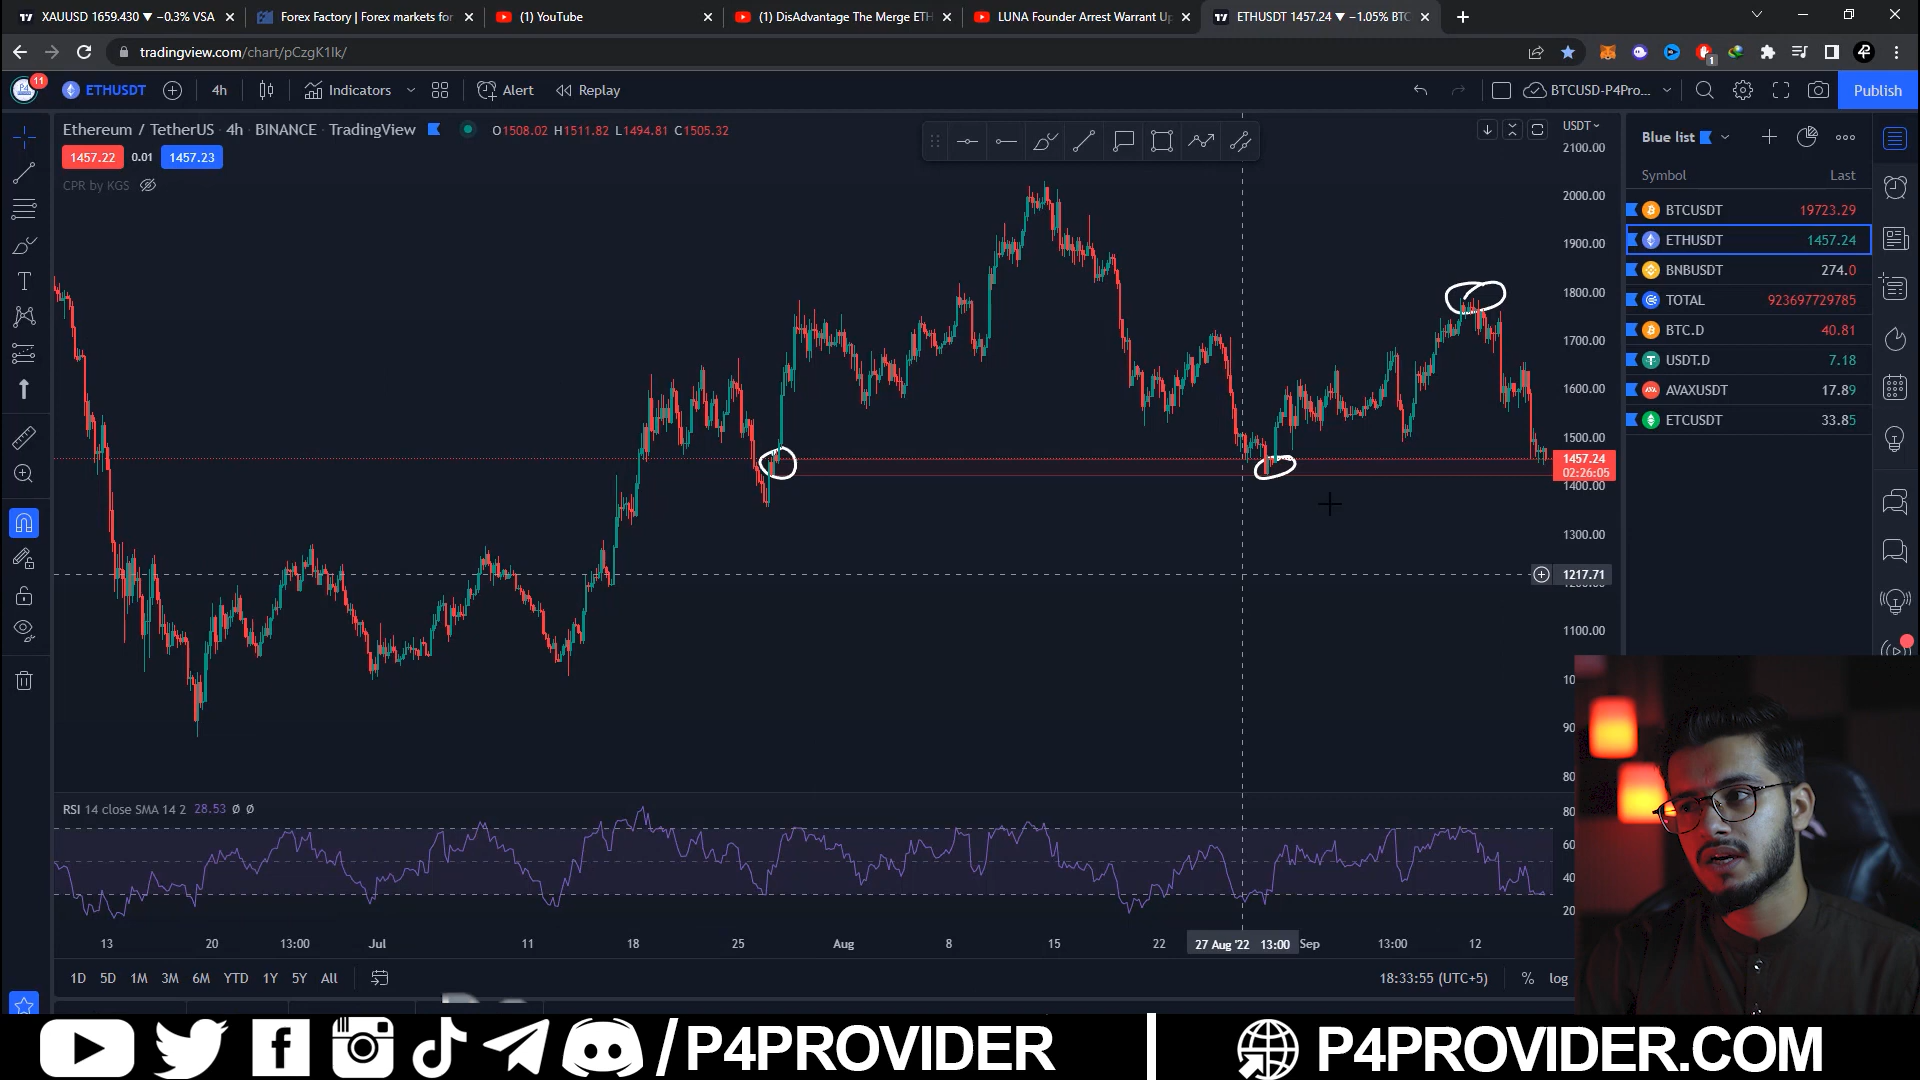 XAUUSD 1659.430 ▼ −0.3% VSA
Forex Factory | Forex markets for
(1) YouTube
(1) DisAdvantage The Merge ETH
LUNA Founder Arrest Warrant Up
ETHUSDT 1457.24 ▼ −1.05% BTC
tradingview.com/chart/pCzgK1Ik/
1
11
ETHUSDT
4h
Indicators
Alert
Replay
BTCUSD-P4Pro...
Publish
Ethereum / TetherUS · 4h · BINANCE · TradingView
O1508.02 H1511.82 L1494.81 C1505.32
1457.22
0.01
1457.23
CPR by KGS
USDT
2100.00
2000.00
1900.00
1800.00
1700.00
1600.00
1500.00
1457.24
02:26:05
1400.00
1300.00
1217.71
1100.00
Blue list
Symbol
Last
BTCUSDT 19723.29
ETHUSDT 1457.24
BNBUSDT 274.0
TOTAL 923697729785
BTC.D 40.81
USDT.D 7.18
AVAXUSDT 17.89
ETCUSDT 33.85
RSI 14 close SMA 14 2 28.53 Ø Ø
13
20
13:00
Jul
11
18
25
Aug
8
15
22
27 Aug '22 13:00
Sep
13:00
12
1D 5D 1M 3M 6M YTD 1Y 5Y All
18:33:55 (UTC+5)
% log
/P4PROVIDER
P4PROVIDER.COM